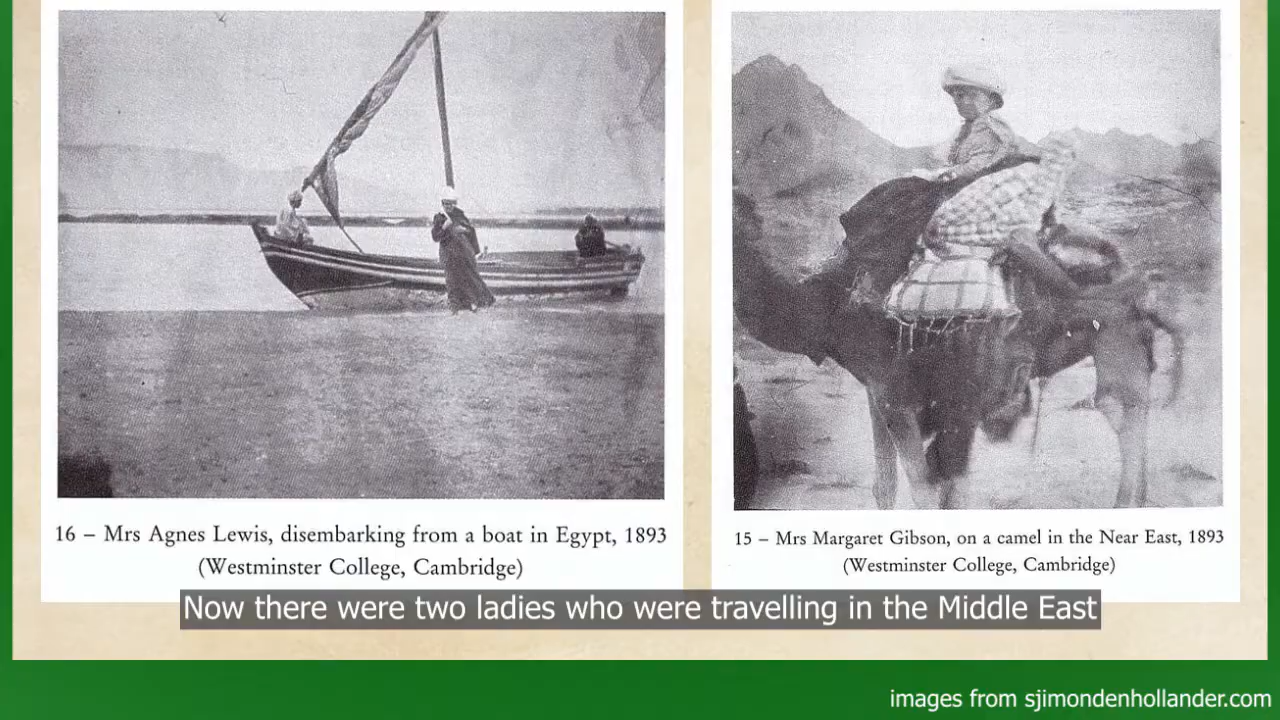 16 – Mrs Agnes Lewis, disembarking from a boat in Egypt, 1893
(Westminster College, Cambridge)
15 – Mrs Margaret Gibson, on a camel in the Near East, 1893
(Westminster College, Cambridge)
Now there were two ladies who were travelling in the Middle East
images from sjimondenhollander.com